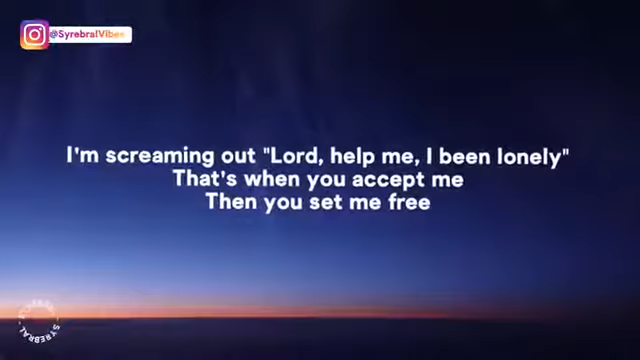 @SyrebralVibes
I'm screaming out "Lord, help me, I been lonely"
That's when you accept me
Then you set me free
SYREBRAL